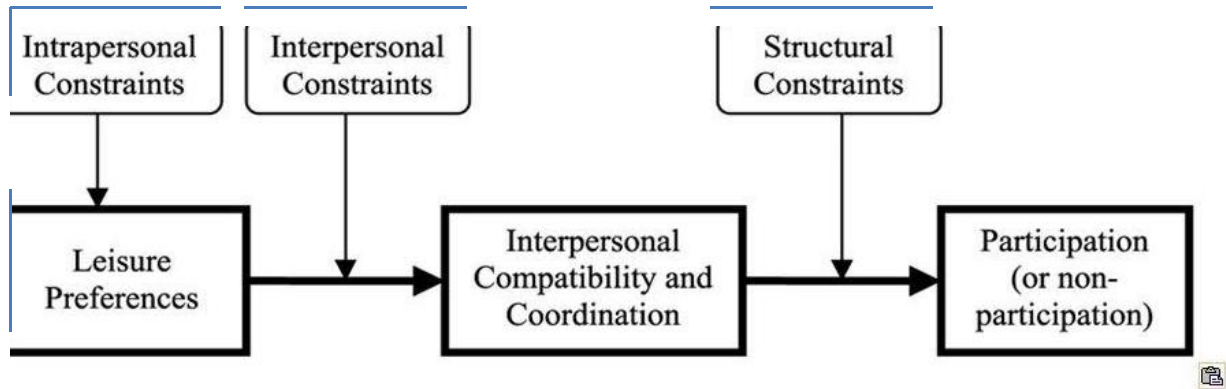 Intrapersonal
Constraints
Interpersonal
Constraints
Structural
Constraints
Leisure
Preferences
Interpersonal
Compatibility and
Coordination
Participation
(or non-
participation)